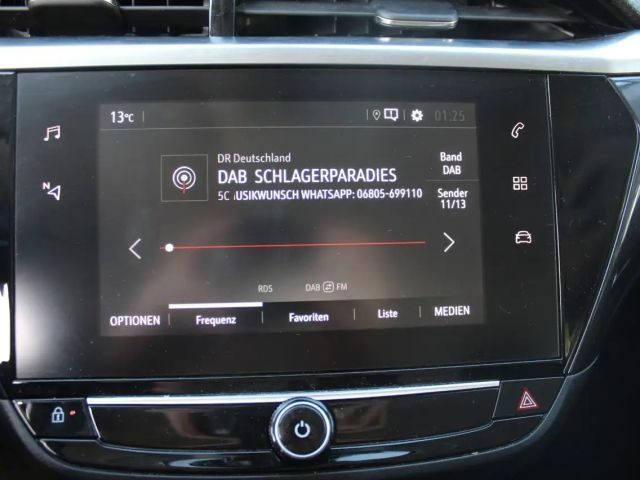 13°C
01:25
DR Deutschland
Band
DAB
DAB SCHLAGERPARADIES
5C USIKWUNSCH WHATSAPP: 06805-699110
Sender
11/13
N
RDS DAB FM
OPTIONEN Frequenz Favoriten Liste MEDIEN